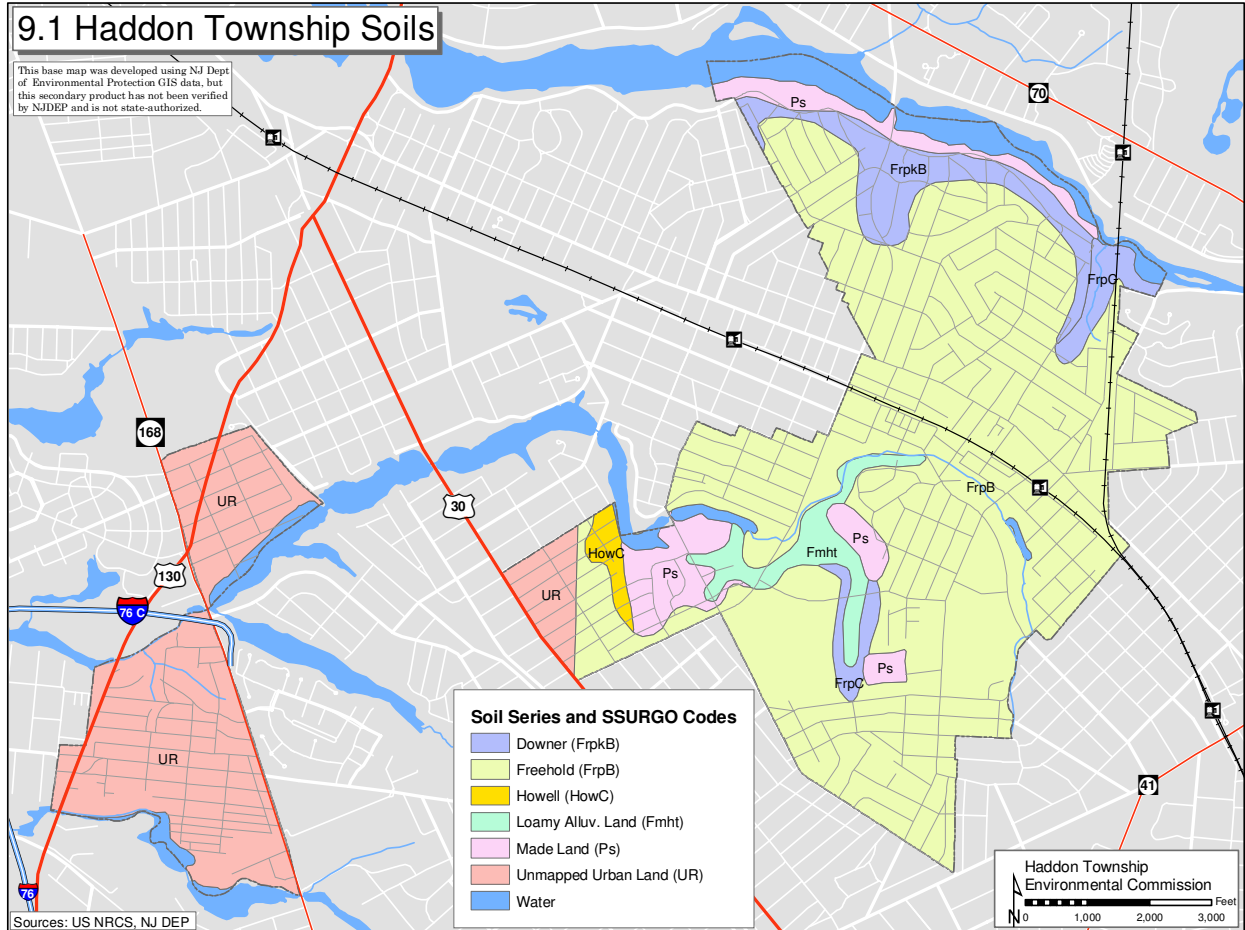 9.1 Haddon Township Soils
This base map was developed using NJ Dept
of Environmental Protection GIS data, but
this secondary product has not been verified
by NJDEP and is not state-authorized.
70
Ps
FrpkB
FrpC
168
UR
30
FrpB
HowC
Ps
Fmht
Ps
130
UR
76 C
Ps
FrpC
UR
41
76
Soil Series and SSURGO Codes
Downer (FrpkB)
Freehold (FrpB)
Howell (HowC)
Loamy Alluv. Land (Fmht)
Made Land (Ps)
Unmapped Urban Land (UR)
Water
Haddon Township
Environmental Commission
N
Feet
0 1,000 2,000 3,000
Sources: US NRCS, NJ DEP